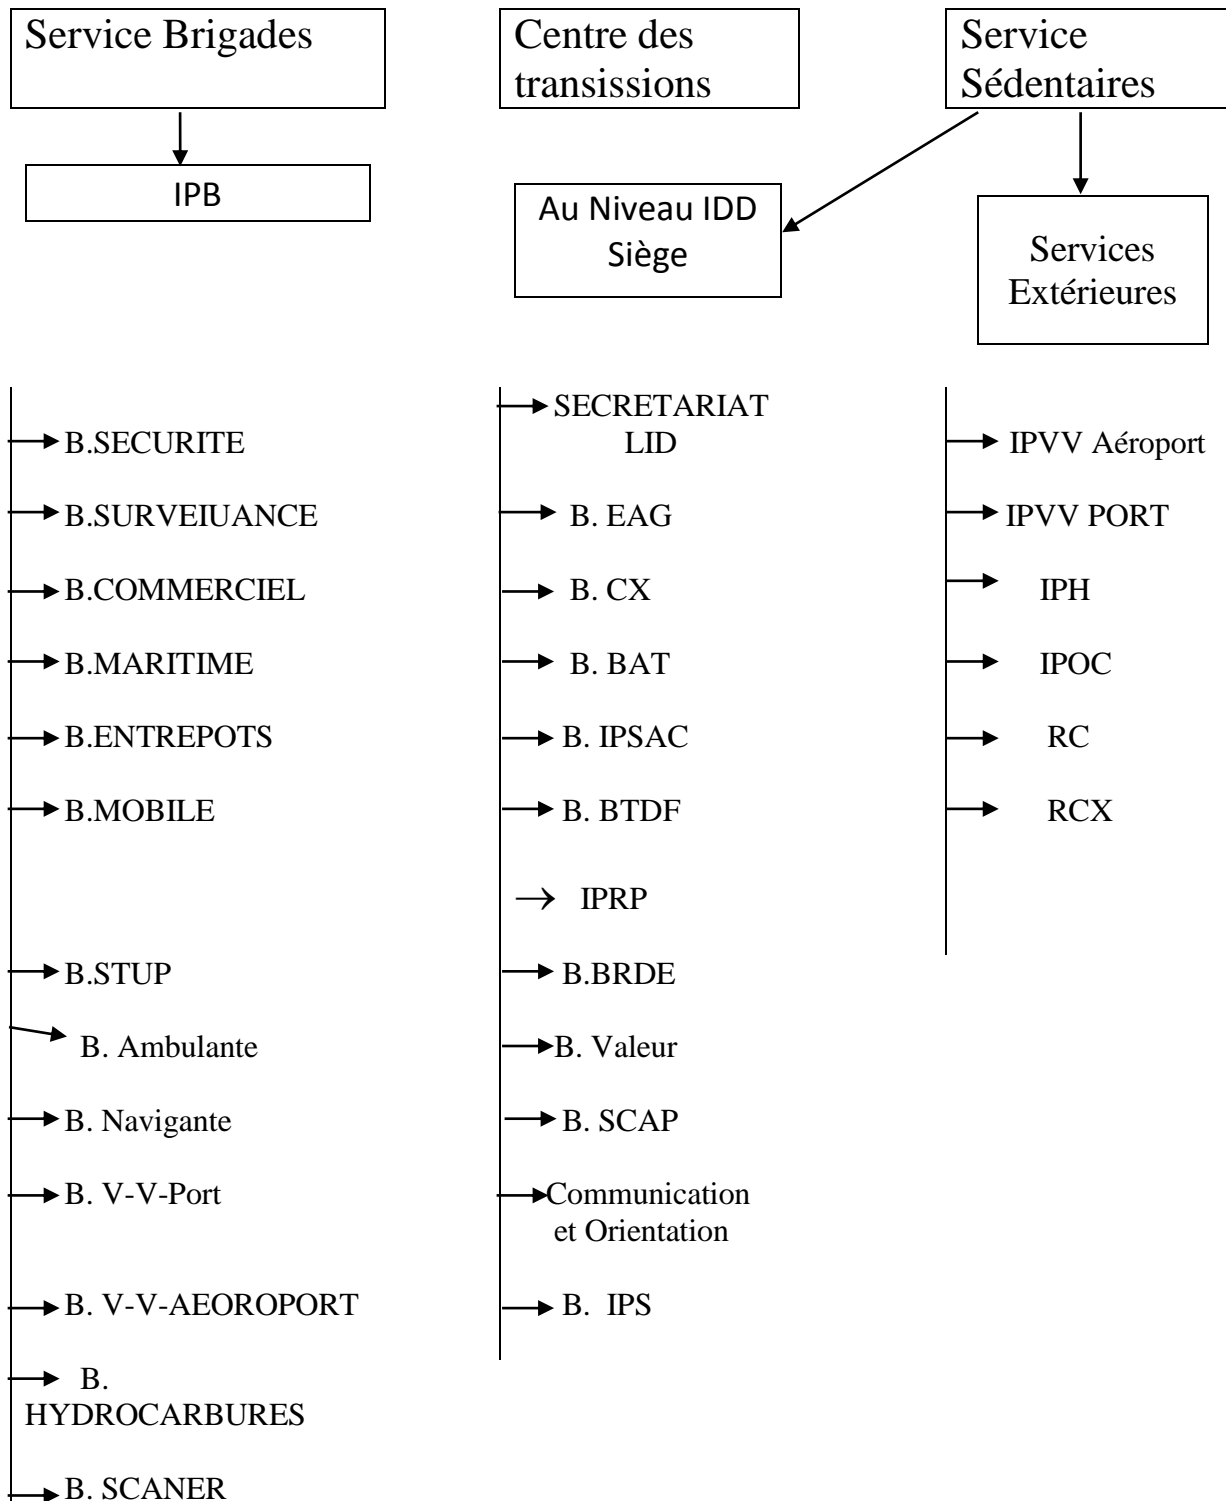 Service Brigades
Centre des
transissions
Service
Sédentaires
IPB
Au Niveau IDD
Siège
Services
Extérieures
B.SECURITE
B.SURVEIUANCE
B.COMMERCIEL
B.MARITIME
B.ENTREPOTS
B.MOBILE
B.STUP
B. Ambulante
B. Navigante
B. V-V-Port
B. V-V-AEOROPORT
B.
HYDROCARBURES
B. SCANER
SECRETARIAT
LID
B. EAG
B. CX
B. BAT
B. IPSAC
B. BTDF
→ IPRP
B.BRDE
B. Valeur
B. SCAP
Communication
et Orientation
B. IPS
IPVV Aéroport
IPVV PORT
IPH
IPOC
RC
RCX